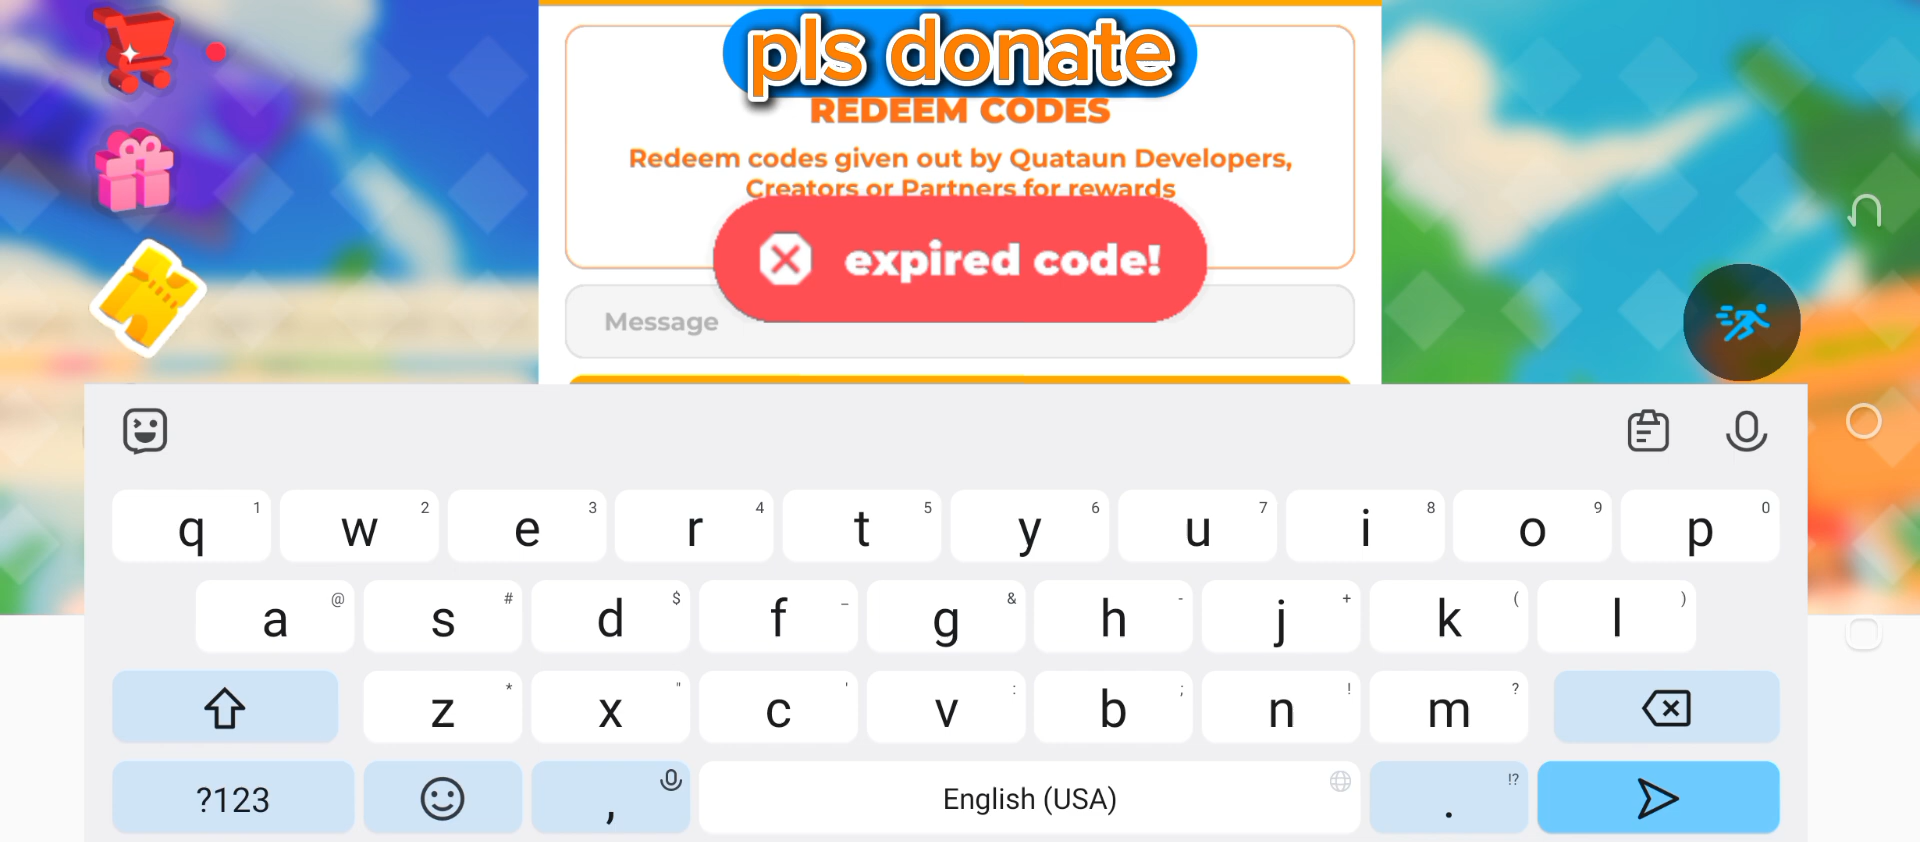 pls donate
REDEEM CODES
Redeem codes given out by Quataun Developers,
Creators or Partners for rewards
expired code!
Message
q 1 w 2 e 3 r 4 t 5 y 6 u 7 i 8 o 9 p 0
a @ s # d $ f _ g & h - j + k ( l )
z * x " c ' v : b ; n ! m ?
?123 , English (USA) . !?